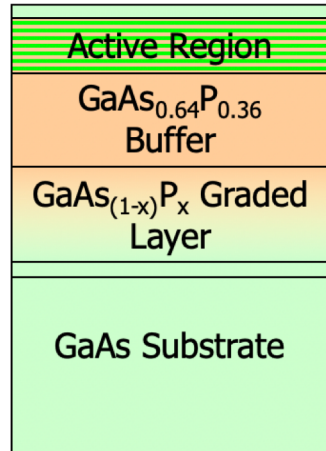 Active Region
GaAs₀.₆₄P₀.₃₆
Buffer
GaAs₍₁₋ₓ₎Pₓ Graded
Layer
GaAs Substrate